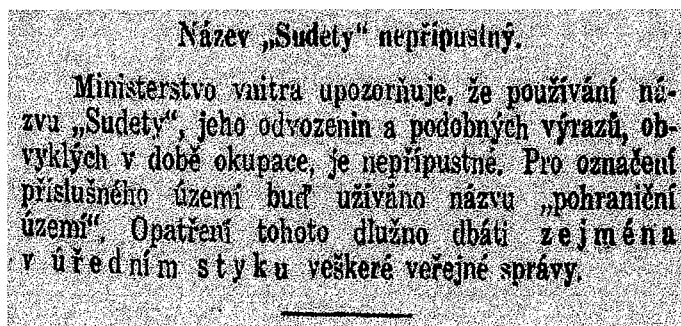 Název „Sudety“ nepřípustný.
Ministerstvo vnitra upozorňuje, že používání ná-
zvu „Sudety“, jeho odvozenin a podobných výrazů, ob-
vyklých v době okupace, je nepřípustné. Pro označení
příslušného území buď užíváno názvu „pohraniční
území“. Opatření tohoto dlužno dbáti zejména
v úředním styku veškeré veřejné správy.